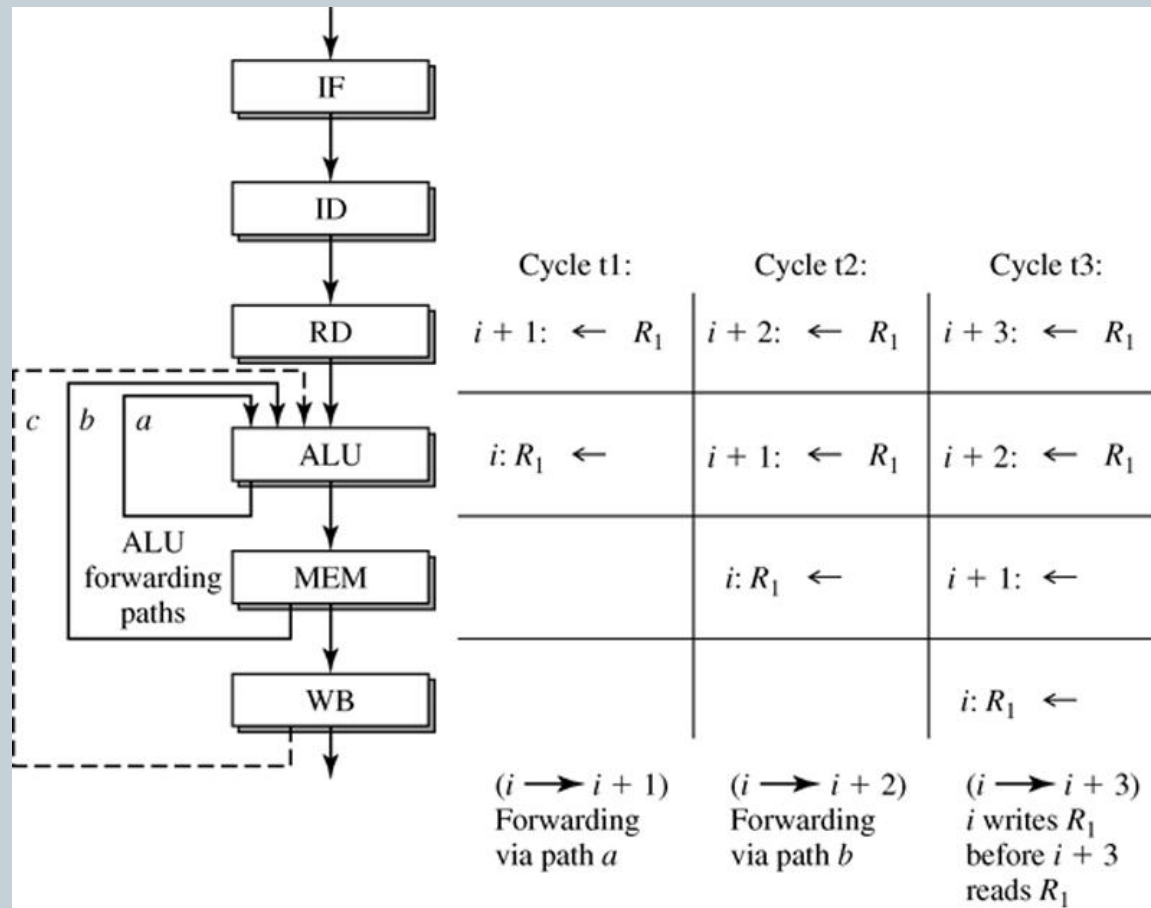 IF
ID
RD
ALU
MEM
WB
c
b
a
ALU
forwarding
paths
Cycle t1:
Cycle t2:
Cycle t3:
i + 1: ← R₁
i + 2: ← R₁
i + 3: ← R₁
i: R₁ ←
i + 1: ← R₁
i + 2: ← R₁
i: R₁ ←
i + 1: ←
i: R₁ ←
(i → i + 1)
Forwarding
via path a
(i → i + 2)
Forwarding
via path b
(i → i + 3)
i writes R₁
before i + 3
reads R₁